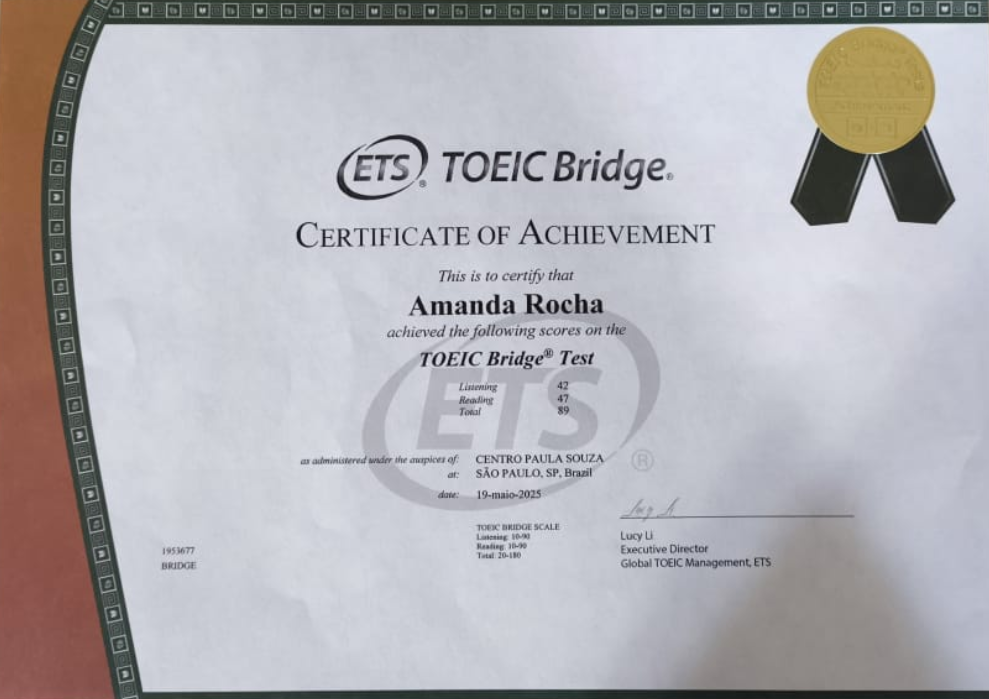 ETS® TOEIC Bridge®
CERTIFICATE OF ACHIEVEMENT
This is to certify that
Amanda Rocha
achieved the following scores on the
TOEIC Bridge® Test
Listening 42
Reading 47
Total 89
ETS®
as administered under the auspices of: CENTRO PAULA SOUZA
at: SÃO PAULO, SP, Brazil
date: 19-maio-2025
TOEIC BRIDGE SCALE
Listening: 10-90
Reading: 10-90
Total: 20-180
Lucy Li
Executive Director
Global TOEIC Management, ETS
1953677
BRIDGE